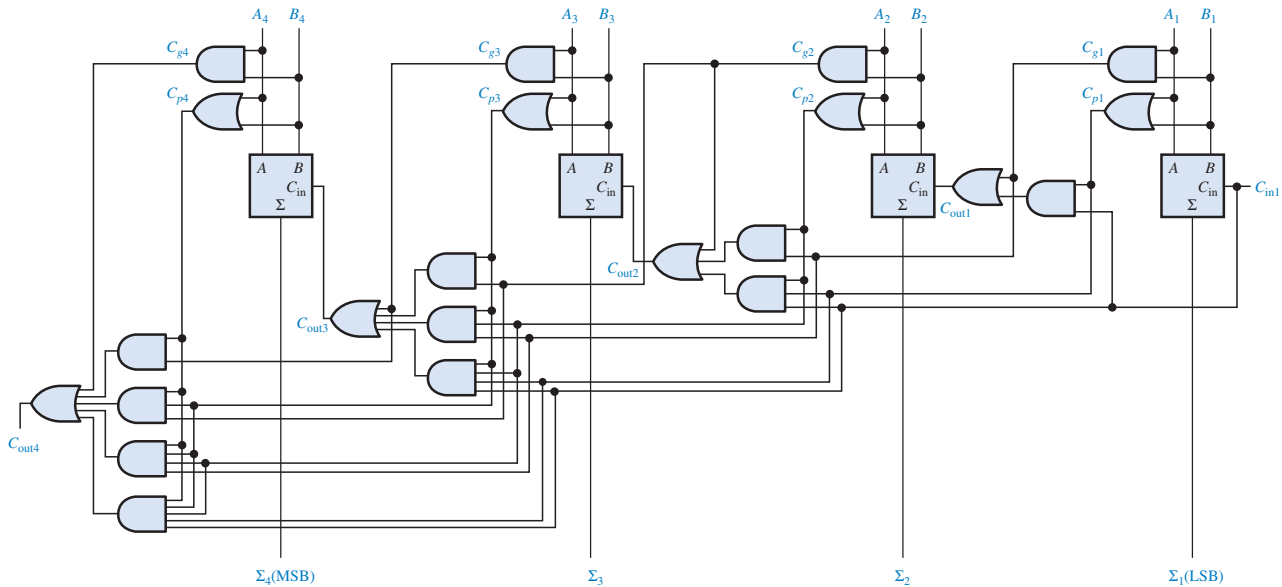 A4 B4 A3 B3 A2 B2 A1 B1
Cg4 Cg3 Cg2 Cg1
Cp4 Cp3 Cp2 Cp1
A B A B A B A B
Cin Cin Cin Cin Cin1
Σ Σ Σ Σ
Cout1
Cout2
Cout3
Cout4
Σ4(MSB) Σ3 Σ2 Σ1(LSB)